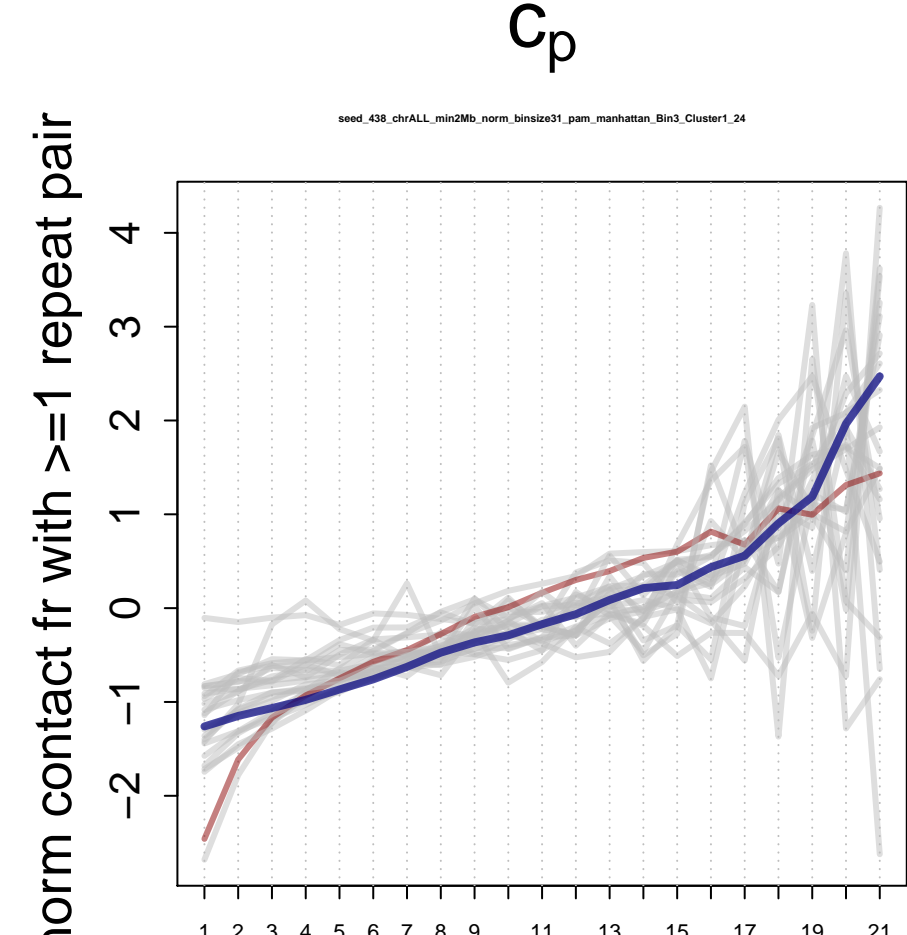 cp
seed_438_chrALL_min2Mb_norm_binsize31_pam_manhattan_Bin3_Cluster1_24
norm contact fr with >=1 repeat pair
4
3
2
1
0
−1
−2
1 2 3 4 5 6 7 8 9 11 13 15 17 19 21